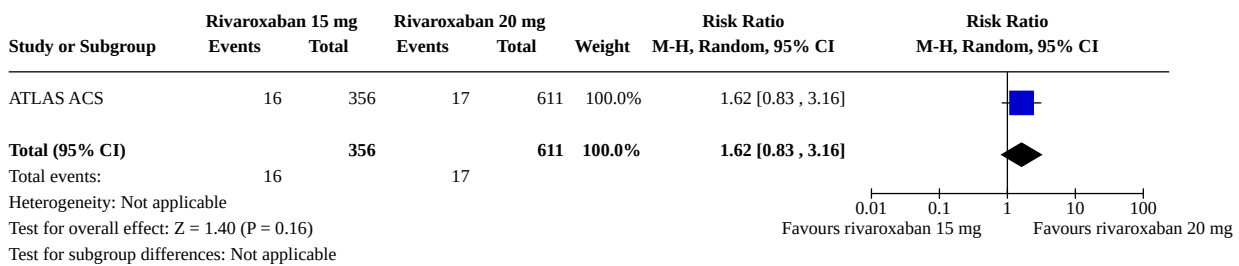 Rivaroxaban 15 mg Rivaroxaban 20 mg Risk Ratio Risk Ratio
Study or Subgroup Events Total Events Total Weight M-H, Random, 95% CI M-H, Random, 95% CI
ATLAS ACS 16 356 17 611 100.0% 1.62 [0.83 , 3.16]
Total (95% CI) 356 611 100.0% 1.62 [0.83 , 3.16]
Total events: 16 17
Heterogeneity: Not applicable
0.01 0.1 1 10 100
Test for overall effect: Z = 1.40 (P = 0.16)
Favours rivaroxaban 15 mg Favours rivaroxaban 20 mg
Test for subgroup differences: Not applicable